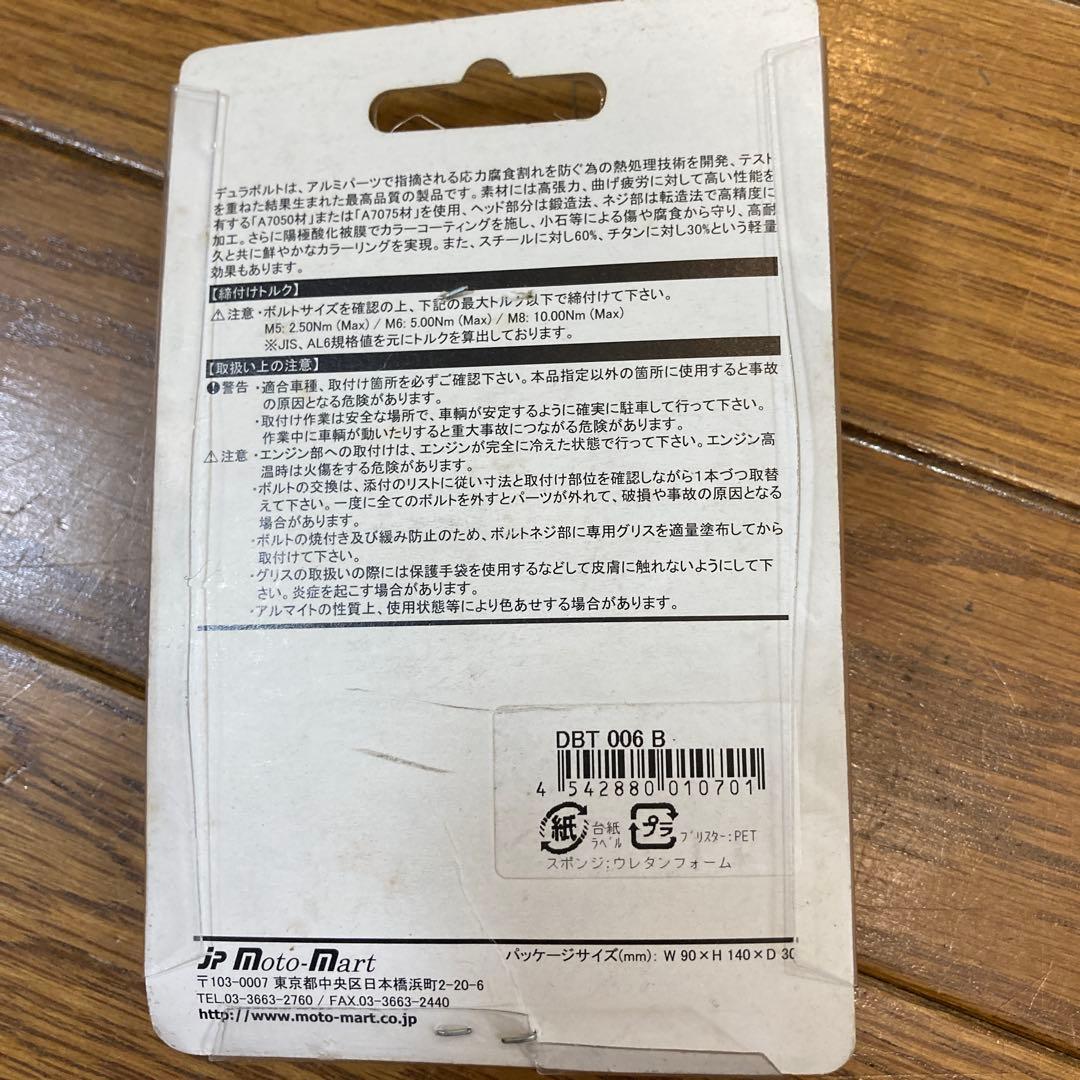 デュラボルトは、アルミパーツで指摘される応力腐食割れを防ぐ為の熱処理技術を開発、テスト
を重ねた結果生まれた最高品質の製品です。素材には高張力、曲げ疲労に対して高い性能を
有する「A7050材」または「A7075材」を使用、ヘッド部分は鍛造法、ネジ部は転造法で高精度に
加工。さらに陽極酸化被膜でカラーコーティングを施し、小石等による傷や腐食から守り、高耐
久と共に鮮やかなカラーリングを実現。また、スチールに対し60%、チタンに対し30%という軽量
効果もあります。
【締付けトルク】
⚠注意・ボルトサイズを確認の上、下記の最大トルク以下で締付けて下さい。
M5: 2.50Nm (Max) / M6: 5.00Nm (Max) / M8: 10.00Nm (Max)
※JIS、AL6規格値を元にトルクを算出しております。
【取扱い上の注意】
❗警告・適合車種、取付け箇所を必ずご確認下さい。本品指定以外の箇所に使用すると事故
の原因となる危険があります。
・取付け作業は安全な場所で、車輌が安定するように確実に駐車して行って下さい。
作業中に車輌が動いたりすると重大事故につながる危険があります。
⚠注意・エンジン部への取付けは、エンジンが完全に冷えた状態で行って下さい。エンジン高
温時は火傷をする危険があります。
・ボルトの交換は、添付のリストに従い寸法と取付け部位を確認しながら1本づつ取替
えて下さい。一度に全てのボルトを外すとパーツが外れて、破損や事故の原因となる
場合があります。
・ボルトの焼付き及び緩み防止のため、ボルトネジ部に専用グリスを適量塗布してから
取付けて下さい。
・グリスの取扱いの際には保護手袋を使用するなどして皮膚に触れないようにして下
さい。炎症を起こす場合があります。
・アルマイトの性質上、使用状態等により色あせする場合があります。
DBT 006 B
4 542880 010701
紙 台紙 ラベル プラ ブリスター:PET
スポンジ:ウレタンフォーム
JP Moto-Mart
パッケージサイズ(mm): W 90×H 140×D 30
〒103-0007 東京都中央区日本橋浜町2-20-6
TEL.03-3663-2760 / FAX.03-3663-2440
http://www.moto-mart.co.jp